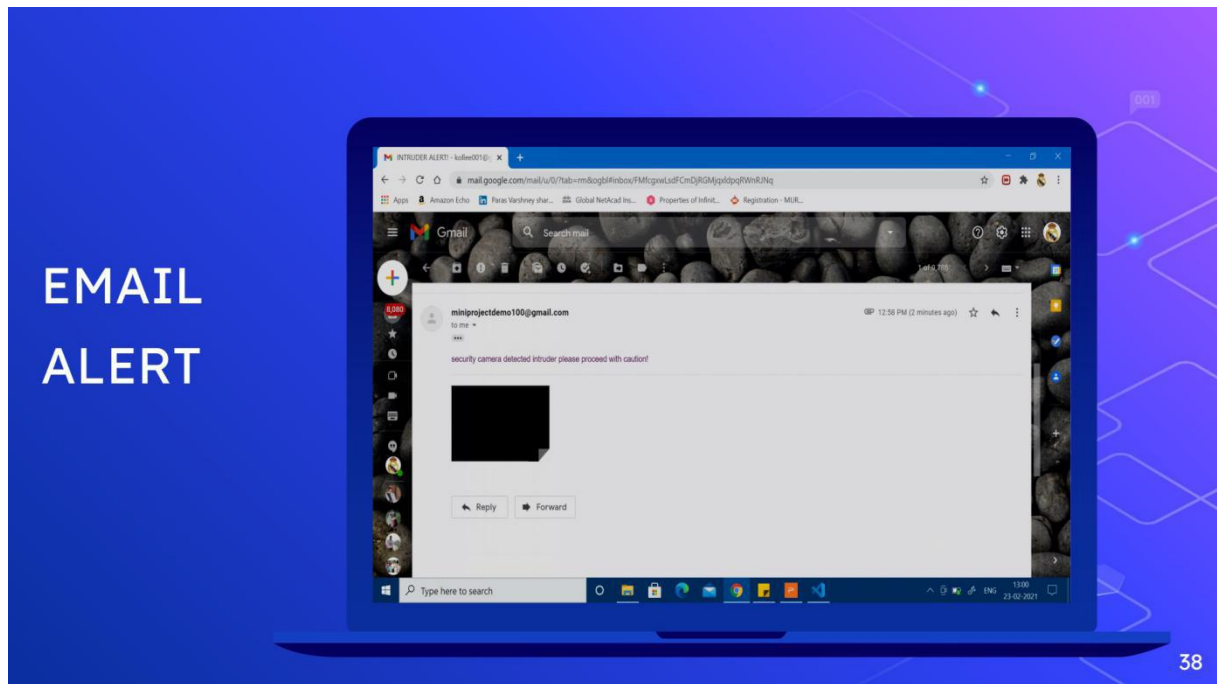 001
EMAIL
ALERT
INTRUDER ALERT! - kollee001@g
mail.google.com/mail/u/0/?tab=rm&ogbl#inbox/
Apps Amazon Echo Paras Varshney shar... Global NetAcad Ins... Properties of Infinit... Registration - MUR...
Gmail Search mail
8,080
miniprojectdemo100@gmail.com 12:58 PM (2 minutes ago)
to me
security camera detected intruder please proceed with caution!
Reply Forward
Type here to search ENG 13:00
23-02-2021
38